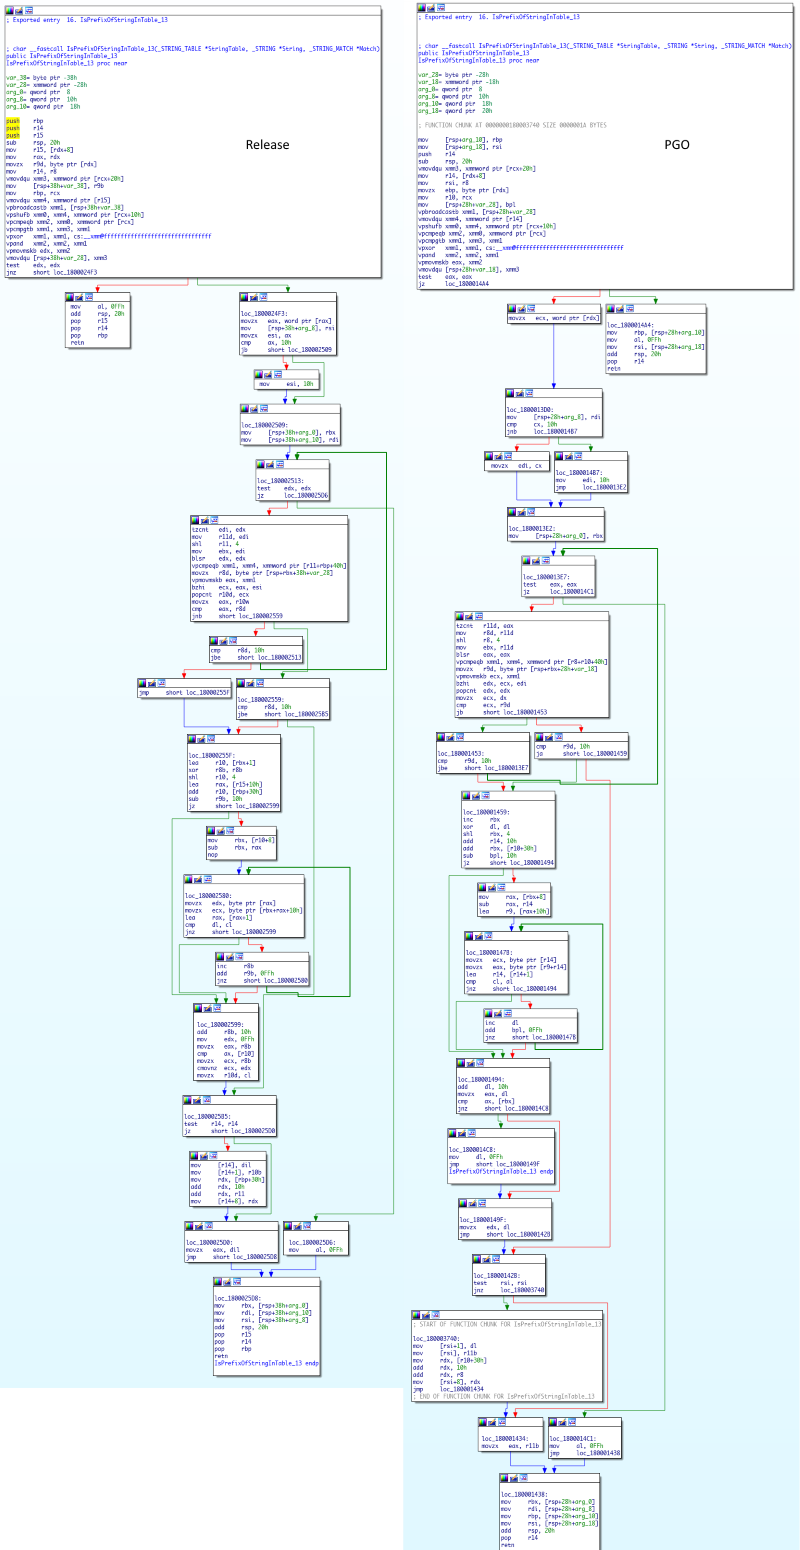 ; Exported entry  16. IsPrefixOfStringInTable_13
; char __fastcall IsPrefixOfStringInTable_13(_STRING_TABLE *StringTable, _STRING *String, _STRING_MATCH *Match)
public IsPrefixOfStringInTable_13
IsPrefixOfStringInTable_13 proc near
var_38= byte ptr -38h
var_28= xmmword ptr -28h
arg_0= qword ptr  8
arg_8= qword ptr  10h
arg_10= qword ptr  18h
push    rbp
push    r14
push    r15
sub     rsp, 20h
mov     r15, [rdx+8]
mov     rax, rdx
movzx   r9d, byte ptr [rdx]
mov     r14, r8
vmovdqu xmm3, xmmword ptr [rcx+20h]
mov     [rsp+38h+var_38], r9b
mov     rbp, rcx
vmovdqu xmm4, xmmword ptr [r15]
vpbroadcastb xmm1, [rsp+38h+var_38]
vpshufb xmm0, xmm4, xmmword ptr [rcx+10h]
vpcmpeqb xmm2, xmm0, xmmword ptr [rcx]
vpcmpgtb xmm1, xmm3, xmm1
vpxor   xmm1, xmm1, cs:__xmm@ffffffffffffffffffffffffffffffff
vpand   xmm2, xmm2, xmm1
vpmovmskb edx, xmm2
vmovdqu [rsp+38h+var_28], xmm3
test    edx, edx
jnz     short loc_1800024F3
Release
mov     al, 0FFh
add     rsp, 20h
pop     r15
pop     r14
pop     rbp
retn
loc_1800024F3:
movzx   eax, word ptr [rax]
mov     [rsp+38h+arg_8], rsi
movzx   esi, ax
cmp     ax, 10h
jb      short loc_180002509
mov     esi, 10h
loc_180002509:
mov     [rsp+38h+arg_0], rbx
mov     [rsp+38h+arg_10], rdi
loc_180002513:
test    edx, edx
jz      short loc_1800025D6
tzcnt   edi, edx
mov     r11d, edi
shl     r11, 4
mov     ebx, edi
blsr    edx, edx
vpcmpeqb xmm1, xmm4, xmmword ptr [r11+rbp+40h]
movzx   r8d, byte ptr [rsp+rbx+38h+var_28]
vpmovmskb eax, xmm1
bzhi    ecx, eax, esi
popcnt  r10d, ecx
movzx   eax, r10w
cmp     eax, r8d
jnb     short loc_180002559
cmp     r8d, 10h
jbe     short loc_180002513
jmp     short loc_18000255F
loc_180002559:
cmp     r8d, 10h
jbe     short loc_1800025B5
loc_18000255F:
lea     r10, [rbx+1]
xor     r8b, r8b
shl     r10, 4
lea     rax, [r15+10h]
add     r10, [rbp+30h]
sub     r9b, 10h
jz      short loc_180002599
mov     rbx, [r10+8]
sub     rbx, rax
nop
loc_180002580:
movzx   edx, byte ptr [rax]
movzx   ecx, byte ptr [rbx+rax+10h]
lea     rax, [rax+1]
cmp     dl, cl
jnz     short loc_180002599
inc     r8b
add     r9b, 0FFh
jnz     short loc_180002580
loc_180002599:
add     r8b, 10h
mov     edx, 0FFh
movzx   eax, r8b
cmp     ax, [r10]
movzx   ecx, r8b
cmovnz  ecx, edx
movzx   r10d, cl
loc_1800025B5:
test    r14, r14
jz      short loc_1800025D0
mov     [r14], dil
mov     [r14+1], r10b
mov     rdx, [rbp+30h]
add     rdx, 10h
add     rdx, r11
mov     [r14+8], rdx
loc_1800025D0:
movzx   eax, dil
jmp     short loc_1800025D8
loc_1800025D6:
mov     al, 0FFh
loc_1800025D8:
mov     rbx, [rsp+38h+arg_0]
mov     rdi, [rsp+38h+arg_10]
mov     rsi, [rsp+38h+arg_8]
add     rsp, 20h
pop     r15
pop     r14
pop     rbp
retn
IsPrefixOfStringInTable_13 endp
; Exported entry  16. IsPrefixOfStringInTable_13
; char __fastcall IsPrefixOfStringInTable_13(_STRING_TABLE *StringTable, _STRING *String, _STRING_MATCH *Match)
public IsPrefixOfStringInTable_13
IsPrefixOfStringInTable_13 proc near
var_28= byte ptr -28h
var_18= xmmword ptr -18h
arg_0= qword ptr  8
arg_8= qword ptr  10h
arg_10= qword ptr  18h
arg_18= qword ptr  20h
; FUNCTION CHUNK AT 0000000180003740 SIZE 0000001A BYTES
mov     [rsp+arg_10], rbp
mov     [rsp+arg_18], rsi
push    r14
sub     rsp, 20h
vmovdqu xmm3, xmmword ptr [rcx+20h]
mov     r14, [rdx+8]
mov     rsi, r8
movzx   ebp, byte ptr [rdx]
mov     r10, rcx
mov     [rsp+28h+var_28], bpl
vpbroadcastb xmm1, [rsp+28h+var_28]
vmovdqu xmm4, xmmword ptr [r14]
vpshufb xmm0, xmm4, xmmword ptr [rcx+10h]
vpcmpeqb xmm2, xmm0, xmmword ptr [rcx]
vpcmpgtb xmm1, xmm3, xmm1
vpxor   xmm1, xmm1, cs:__xmm@ffffffffffffffffffffffffffffffff
vpand   xmm2, xmm2, xmm1
vpmovmskb eax, xmm2
vmovdqu [rsp+28h+var_18], xmm3
test    eax, eax
jz      loc_1800014A4
PGO
movzx   ecx, word ptr [rdx]
loc_1800014A4:
mov     rbp, [rsp+28h+arg_10]
mov     al, 0FFh
mov     rsi, [rsp+28h+arg_18]
add     rsp, 20h
pop     r14
retn
loc_1800013D0:
mov     [rsp+28h+arg_8], rdi
cmp     cx, 10h
jnb     loc_1800014B7
movzx   edi, cx
loc_1800014B7:
mov     edi, 10h
jmp     loc_1800013E2
loc_1800013E2:
mov     [rsp+28h+arg_0], rbx
loc_1800013E7:
test    eax, eax
jz      loc_1800014C1
tzcnt   r11d, eax
mov     r8d, r11d
shl     r8, 4
mov     ebx, r11d
blsr    eax, eax
vpcmpeqb xmm1, xmm4, xmmword ptr [r8+r10+40h]
movzx   r9d, byte ptr [rsp+rbx+28h+var_18]
vpmovmskb ecx, xmm1
bzhi    edx, ecx, edi
popcnt  edx, edx
movzx   ecx, dx
cmp     ecx, r9d
jb      short loc_180001453
loc_180001453:
cmp     r9d, 10h
jbe     short loc_1800013E7
cmp     r9d, 10h
ja      short loc_180001459
loc_180001459:
inc     rbx
xor     dl, dl
shl     rbx, 4
add     r14, 10h
add     rbx, [r10+30h]
sub     bpl, 10h
jz      short loc_180001494
mov     rax, [rbx+8]
sub     rax, r14
lea     r9, [rax+10h]
loc_18000147B:
movzx   ecx, byte ptr [r14]
movzx   eax, byte ptr [r9+r14]
lea     r14, [r14+1]
cmp     cl, al
jnz     short loc_180001494
inc     dl
add     bpl, 0FFh
jnz     short loc_18000147B
loc_180001494:
add     dl, 10h
movzx   eax, dl
cmp     ax, [rbx]
jnz     short loc_1800014C8
loc_1800014C8:
mov     dl, 0FFh
jmp     short loc_18000149F
IsPrefixOfStringInTable_13 endp
loc_18000149F:
movzx   edx, dl
jmp     short loc_18000142B
loc_18000142B:
test    rsi, rsi
jnz     loc_180003740
; START OF FUNCTION CHUNK FOR IsPrefixOfStringInTable_13
loc_180003740:
mov     [rsi+1], dl
mov     [rsi], r11b
mov     rdx, [r10+30h]
add     rdx, 10h
add     rdx, r8
mov     [rsi+8], rdx
jmp     loc_180001434
; END OF FUNCTION CHUNK FOR IsPrefixOfStringInTable_13
loc_180001434:
movzx   eax, r11b
loc_1800014C1:
mov     al, 0FFh
jmp     loc_180001438
loc_180001438:
mov     rbx, [rsp+28h+arg_0]
mov     rdi, [rsp+28h+arg_8]
mov     rbp, [rsp+28h+arg_10]
mov     rsi, [rsp+28h+arg_18]
add     rsp, 20h
pop     r14
retn